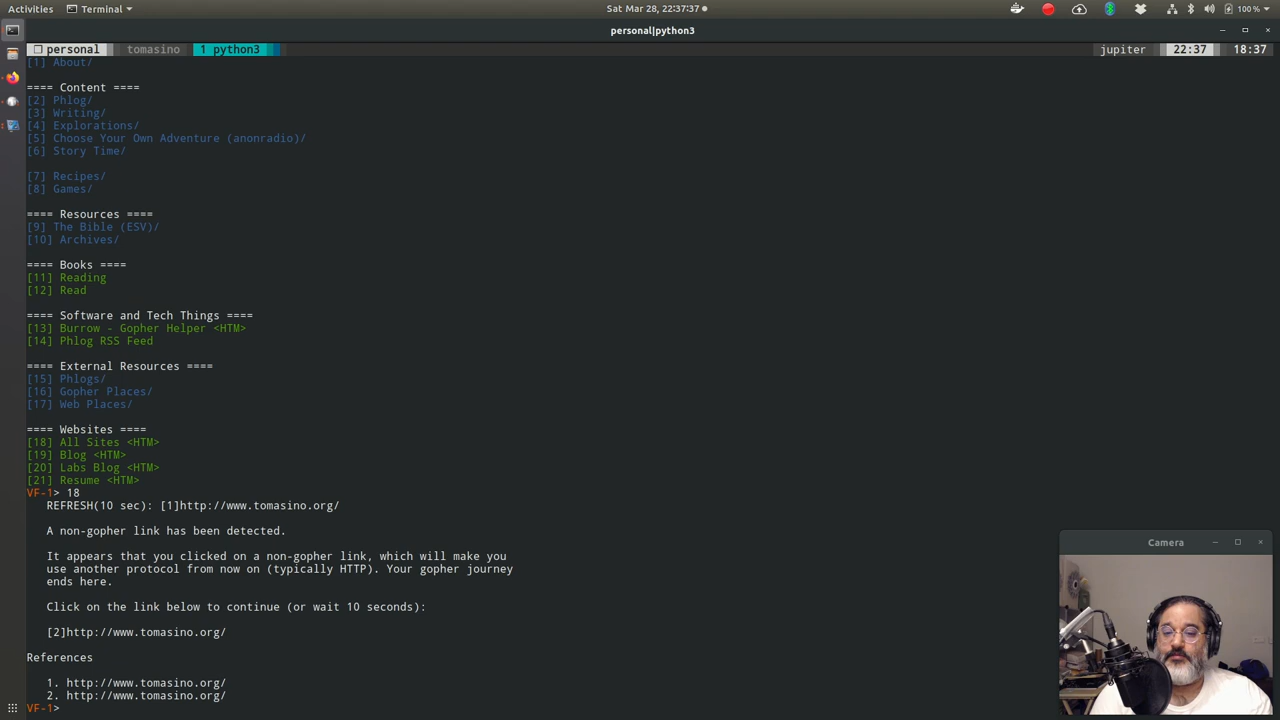 Activities
Terminal
Sat Mar 28, 22:37:37
100 %
personal|python3
personal
tomasino
1 python3
jupiter
22:37
18:37
[1] About/
==== Content ====
[2] Phlog/
[3] Writing/
[4] Explorations/
[5] Choose Your Own Adventure (anonradio)/
[6] Story Time/
[7] Recipes/
[8] Games/
==== Resources ====
[9] The Bible (ESV)/
[10] Archives/
==== Books ====
[11] Reading
[12] Read
==== Software and Tech Things ====
[13] Burrow - Gopher Helper <HTM>
[14] Phlog RSS Feed
==== External Resources ====
[15] Phlogs/
[16] Gopher Places/
[17] Web Places/
==== Websites ====
[18] All Sites <HTM>
[19] Blog <HTM>
[20] Labs Blog <HTM>
[21] Resume <HTM>
VF-1> 18
REFRESH(10 sec): [1]http://www.tomasino.org/
A non-gopher link has been detected.
It appears that you clicked on a non-gopher link, which will make you
use another protocol from now on (typically HTTP). Your gopher journey
ends here.
Click on the link below to continue (or wait 10 seconds):
[2]http://www.tomasino.org/
References
1. http://www.tomasino.org/
2. http://www.tomasino.org/
VF-1>
Camera